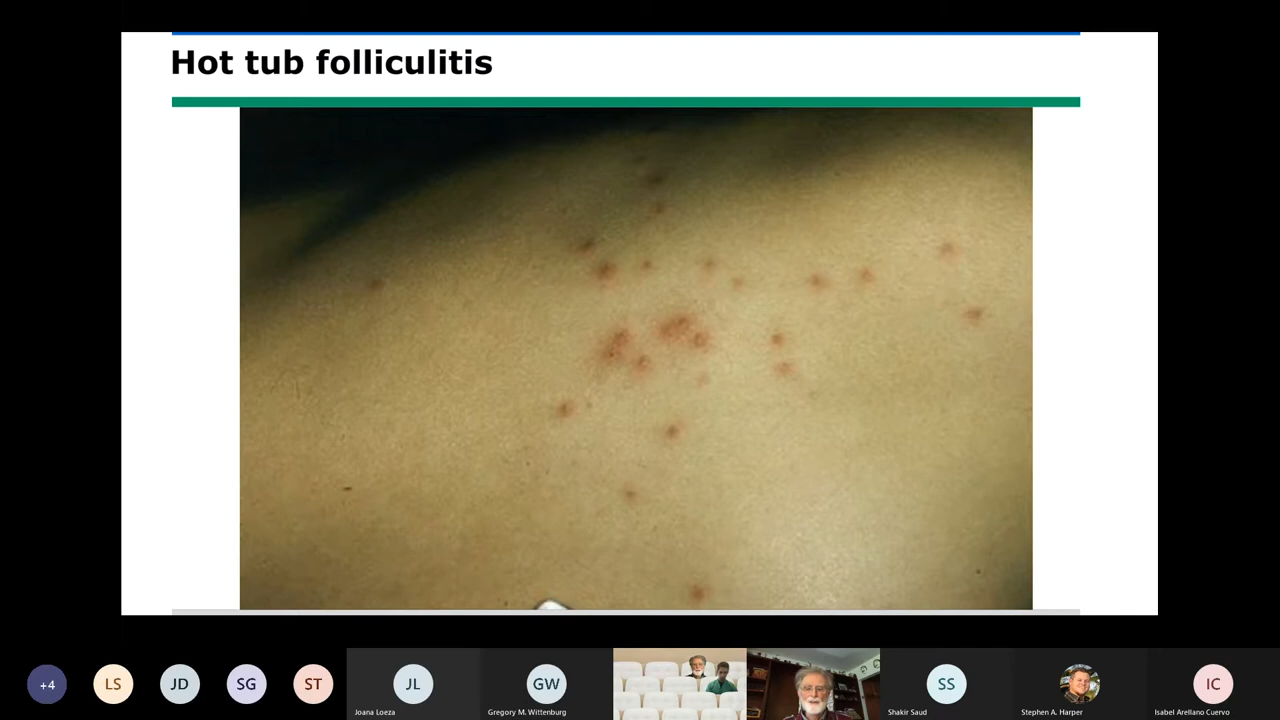 Hot tub folliculitis
+4
LS
JD
SG
ST
JL
GW
SS
IC
Joana Loeza
Gregory M. Wittenburg
Shakir Saud
Stephen A. Harper
Isabel Arellano Cuervo